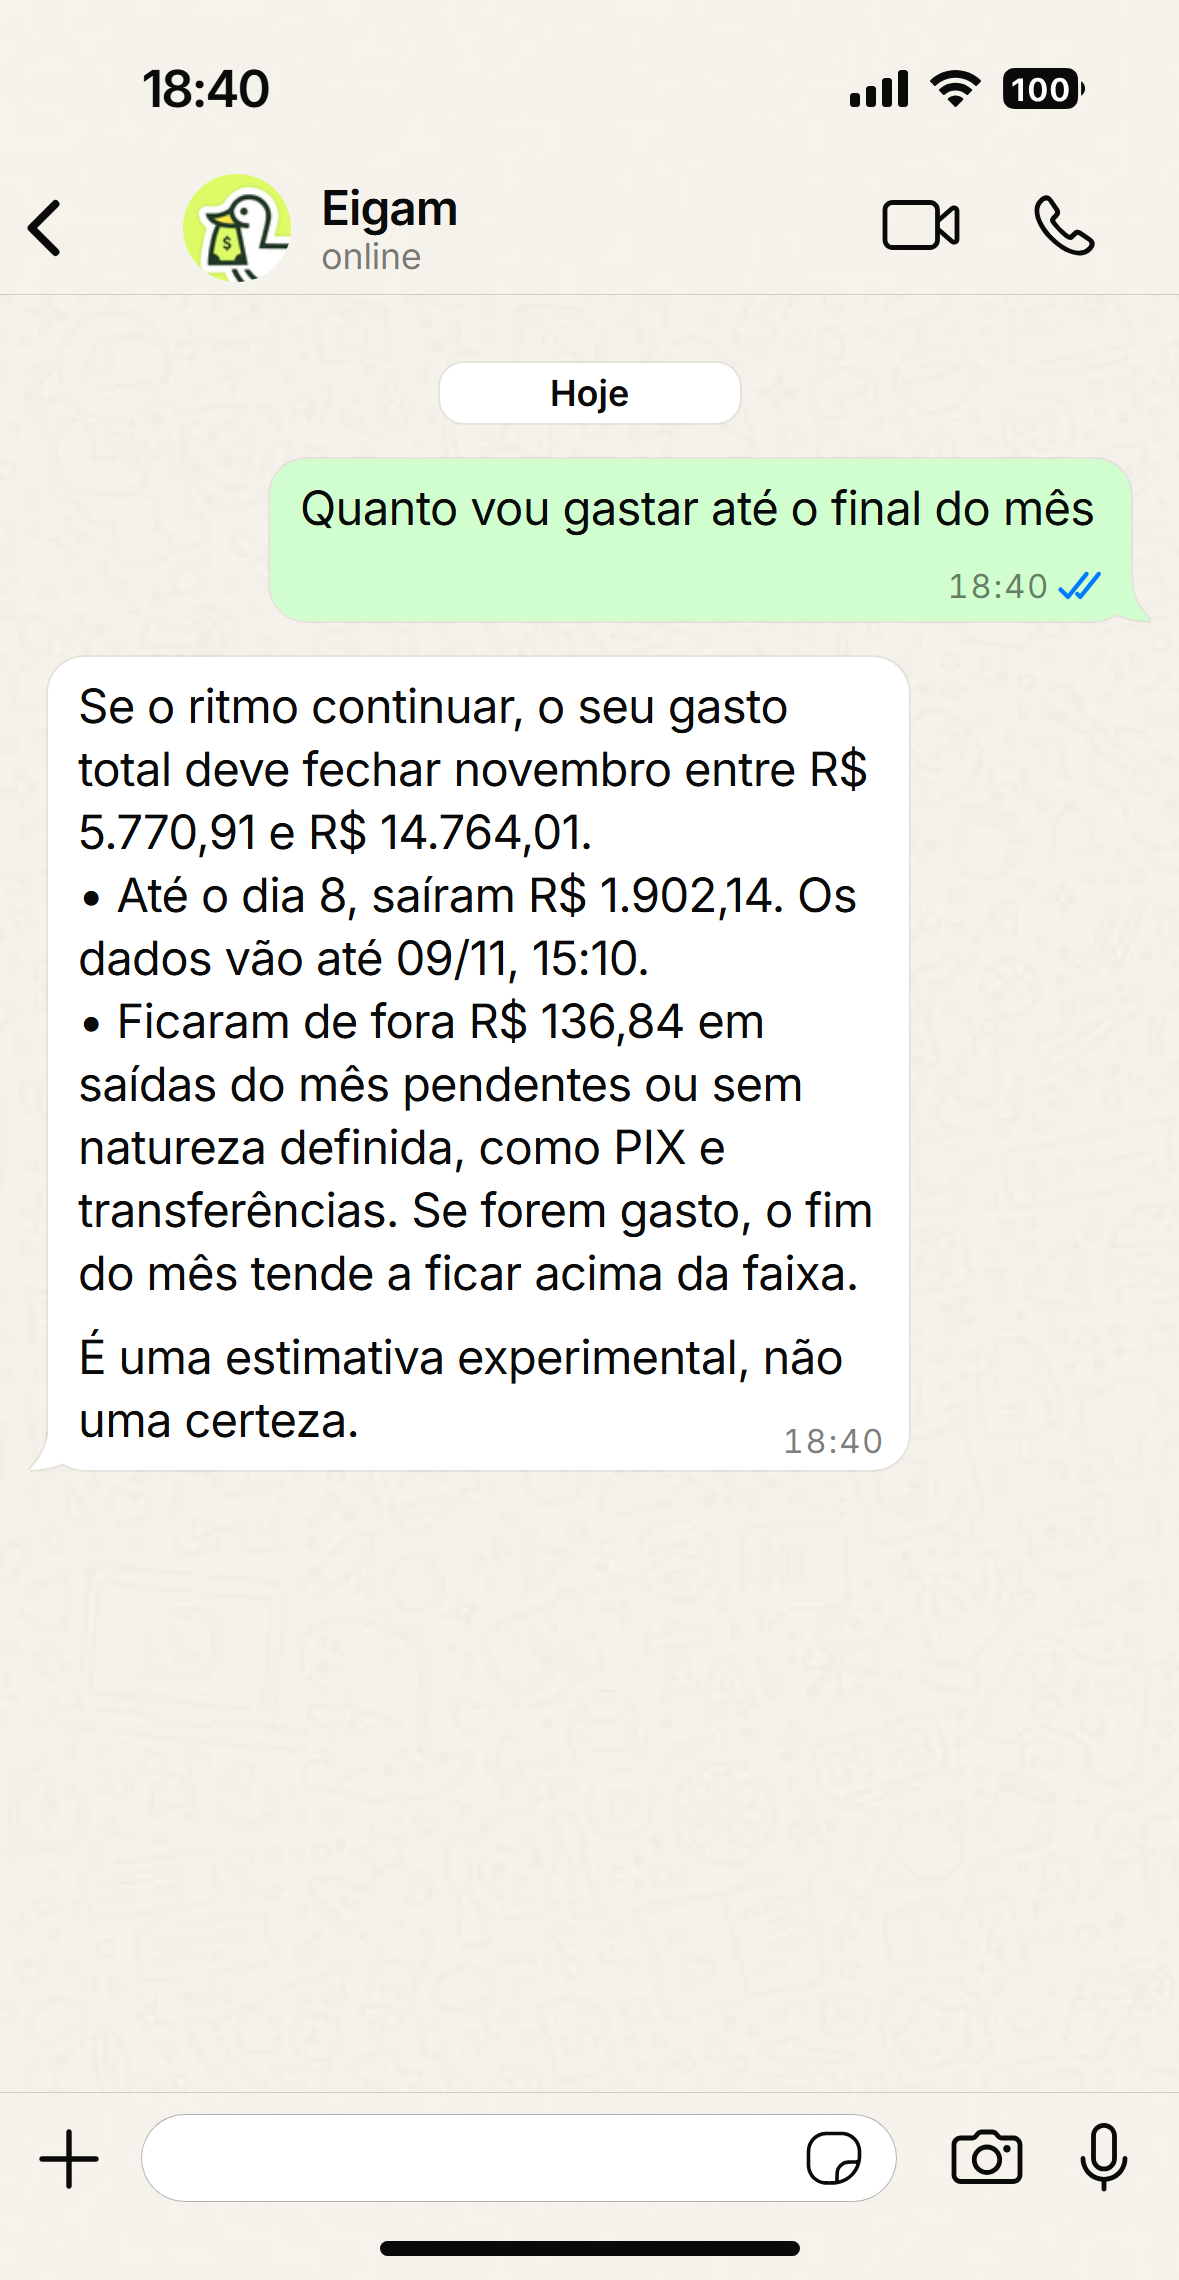 18:40
100
Eigam
online
$
Hoje
Quanto vou gastar até o final do mês
18:40
Se o ritmo continuar, o seu gasto
total deve fechar novembro entre R$
5.770,91 e R$ 14.764,01.
• Até o dia 8, saíram R$ 1.902,14. Os
dados vão até 09/11, 15:10.
• Ficaram de fora R$ 136,84 em
saídas do mês pendentes ou sem
natureza definida, como PIX e
transferências. Se forem gasto, o fim
do mês tende a ficar acima da faixa.
É uma estimativa experimental, não
uma certeza.
18:40